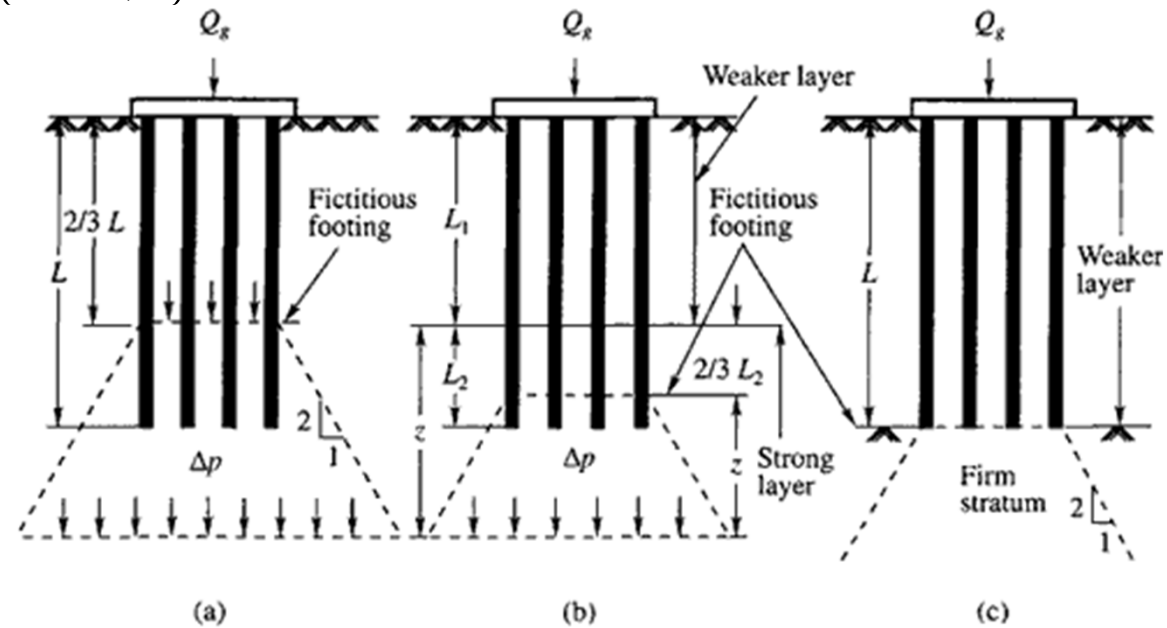 Q_g
Q_g
Q_g
Weaker layer
Fictitious
footing
2/3 L
L
L_1
Fictitious
footing
L
Weaker
layer
L_2
2/3 L_2
2
1
z
Δp
Δp
z
Strong
layer
Firm
stratum
2
1
(a)
(b)
(c)